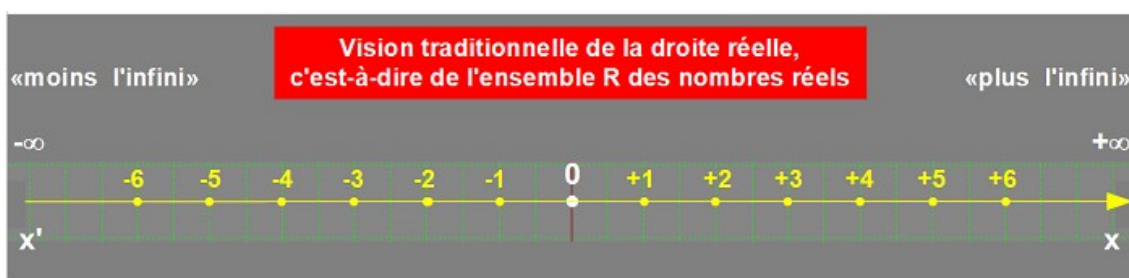 Vision traditionnelle de la droite réelle,
c'est-à-dire de l'ensemble R des nombres réels
«moins l'infini» «plus l'infini»
-∞ +∞
-6 -5 -4 -3 -2 -1 0 +1 +2 +3 +4 +5 +6
x' x